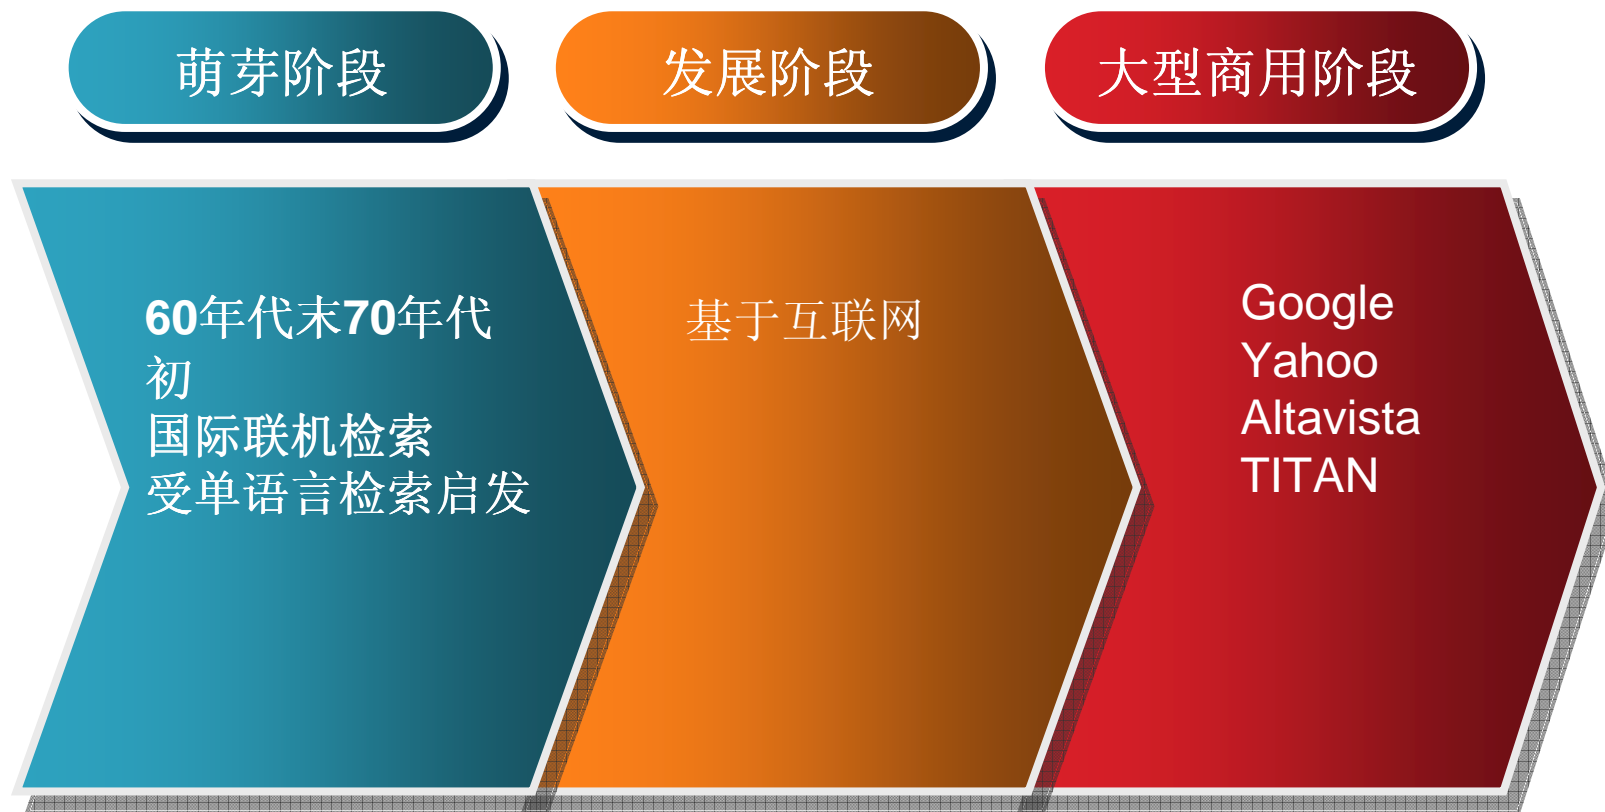 萌芽阶段
发展阶段
大型商用阶段
60年代末70年代
初
国际联机检索
受单语言检索启发
基于互联网
Google
Yahoo
Altavista
TITAN